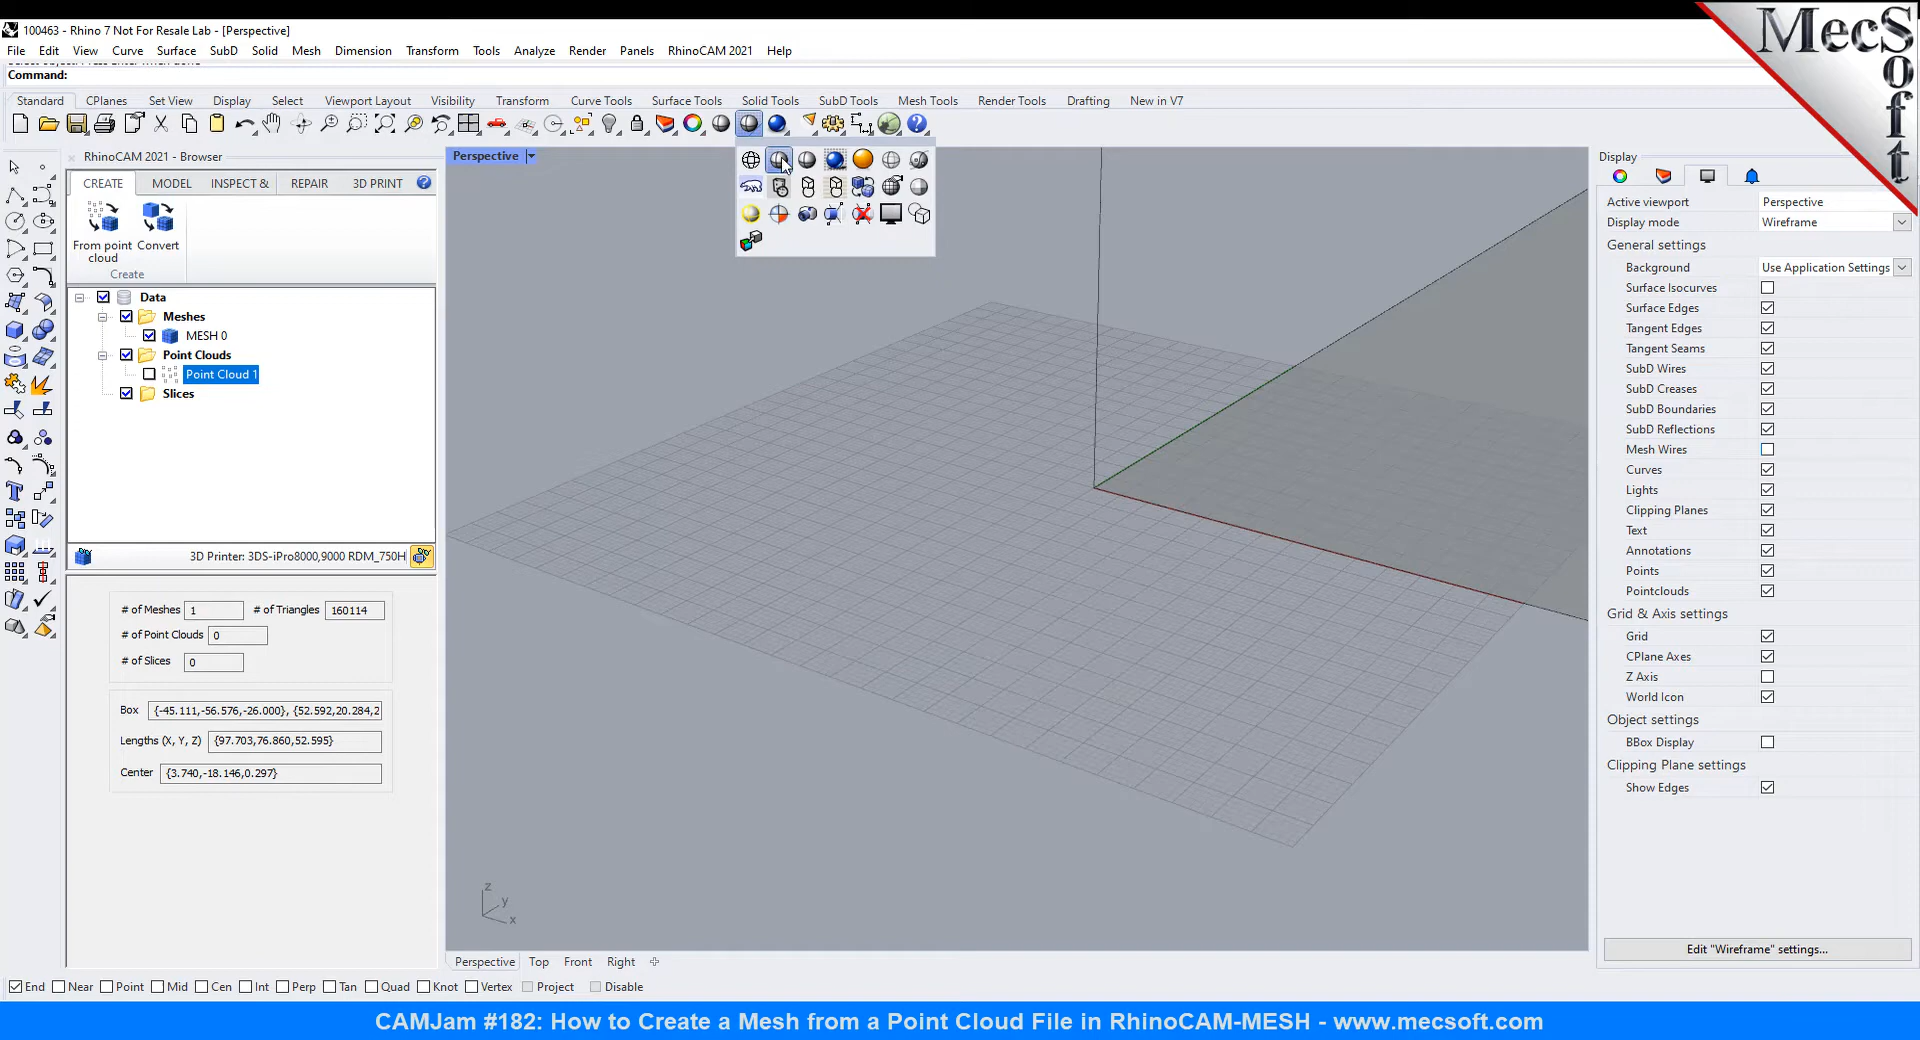 100463 - Rhino 7 Not For Resale Lab - [Perspective]
File Edit View Curve Surface SubD Solid Mesh Dimension Transform Tools Analyze Render Panels RhinoCAM 2021 Help
Command:
Standard CPlanes Set View Display Select Viewport Layout Visibility Transform Curve Tools Surface Tools Solid Tools SubD Tools Mesh Tools Render Tools Drafting New in V7
MecSoft
RhinoCAM 2021 - Browser
CREATE MODEL INSPECT & REPAIR 3D PRINT
From point cloud
Convert
Create
Data
Meshes
MESH 0
Point Clouds
Point Cloud 1
Slices
3D Printer: 3DS-iPro8000,9000 RDM_750H
# of Meshes 1 # of Triangles 160114
# of Point Clouds 0
# of Slices 0
Box {-45.111,-56.576,-26.000}, {52.592,20.284,2
Lengths (X, Y, Z) {97.703,76.860,52.595}
Center {3.740,-18.146,0.297}
Perspective
z
y
x
Perspective Top Front Right
Display
Active viewport Perspective
Display mode Wireframe
General settings
Background Use Application Settings
Surface Isocurves
Surface Edges
Tangent Edges
Tangent Seams
SubD Wires
SubD Creases
SubD Boundaries
SubD Reflections
Mesh Wires
Curves
Lights
Clipping Planes
Text
Annotations
Points
Pointclouds
Grid & Axis settings
Grid
CPlane Axes
Z Axis
World Icon
Object settings
BBox Display
Clipping Plane settings
Show Edges
Edit "Wireframe" settings...
End Near Point Mid Cen Int Perp Tan Quad Knot Vertex Project Disable
CAMJam #182: How to Create a Mesh from a Point Cloud File in RhinoCAM-MESH - www.mecsoft.com